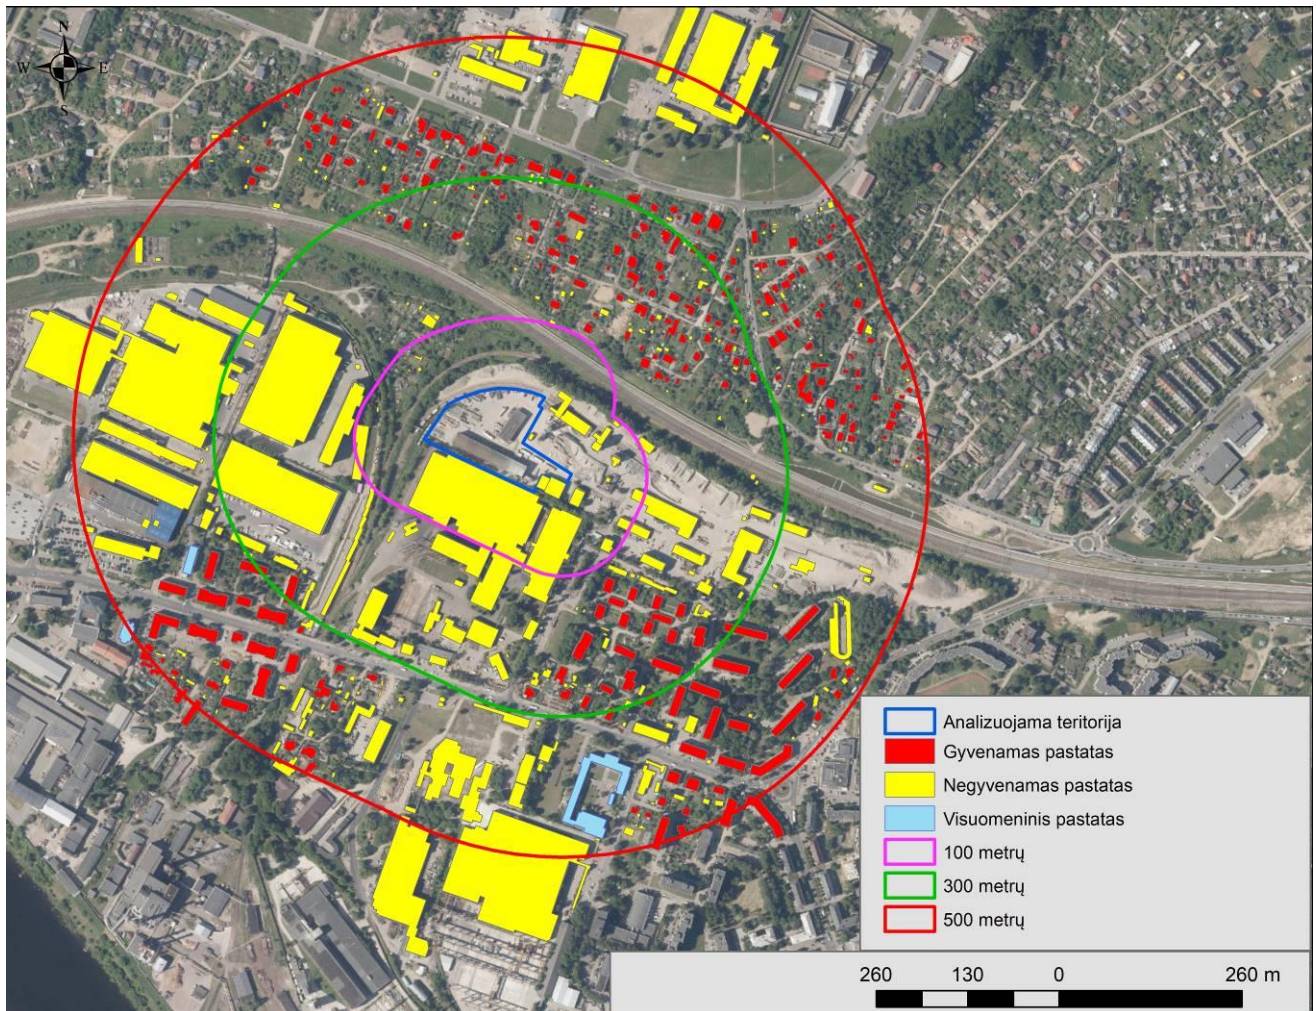 N
W E
S
Analizuojama teritorija
Gyvenamas pastatas
Negyvenamas pastatas
Visuomeninis pastatas
100 metrų
300 metrų
500 metrų
260 130 0 260 m